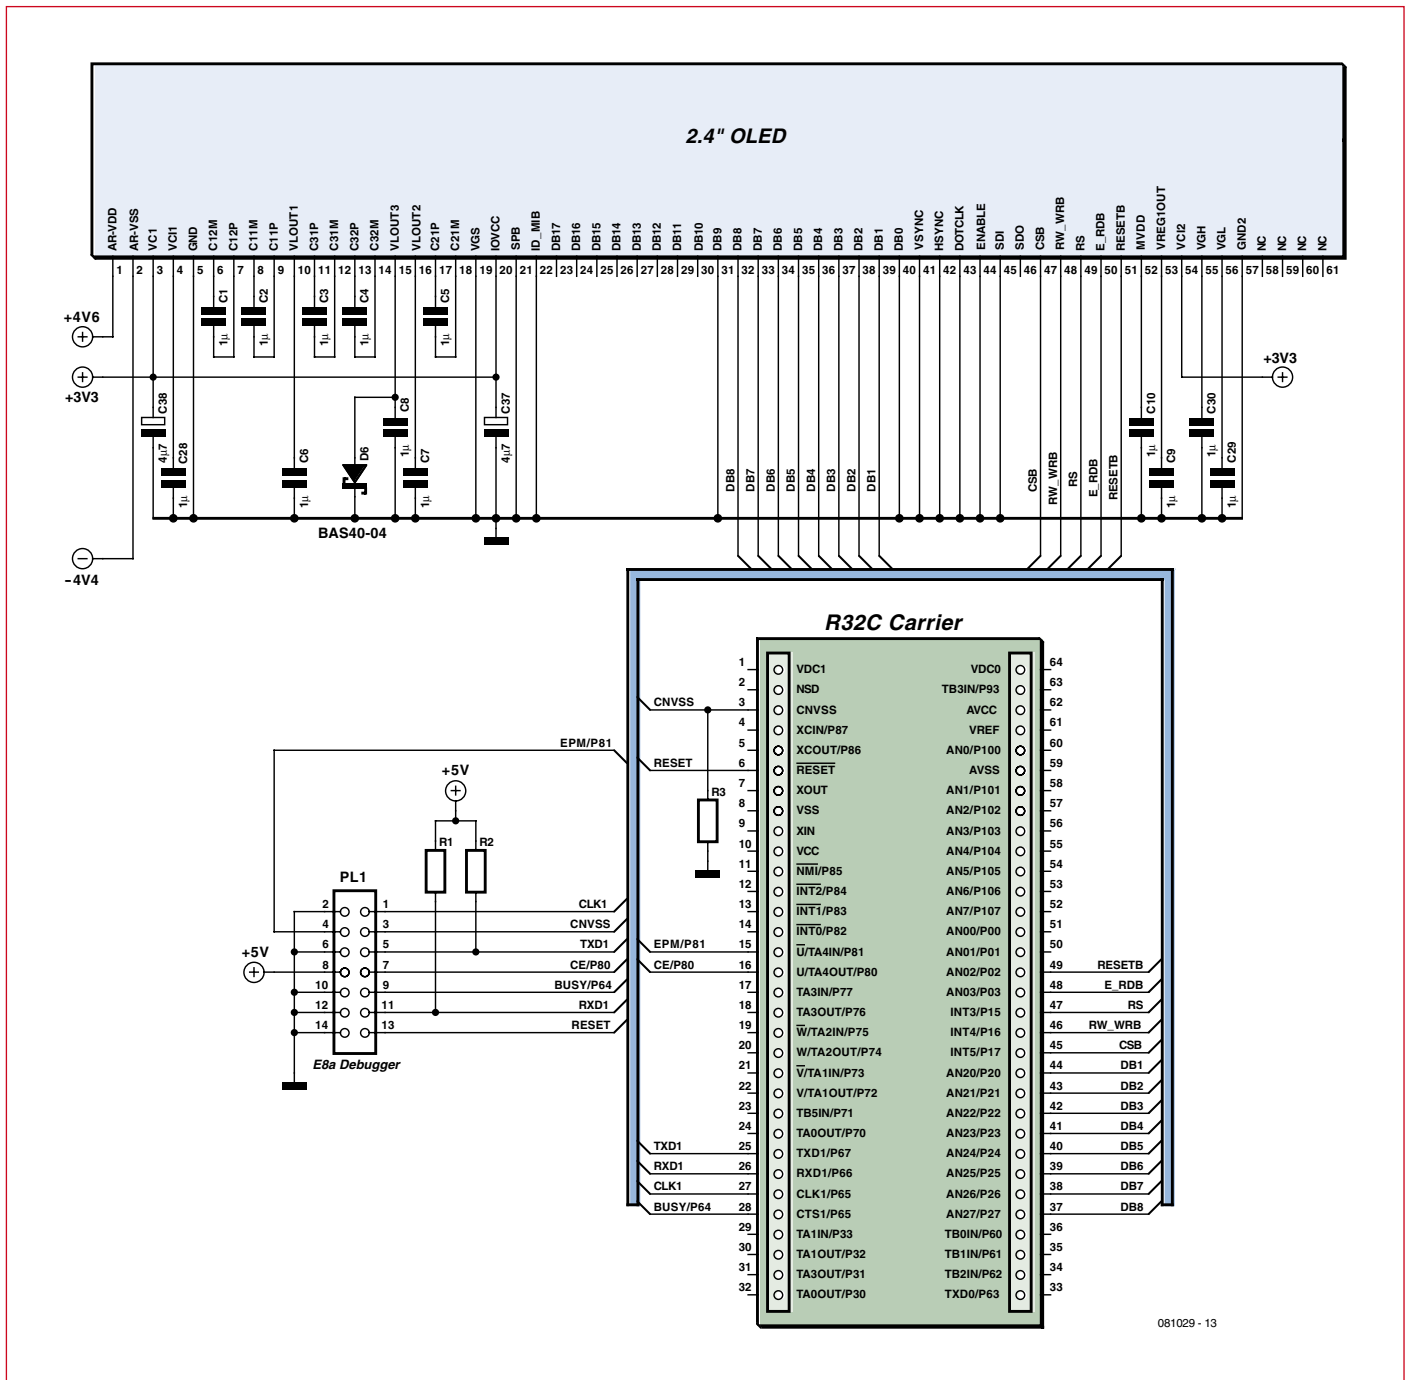 2.4" OLED
AR-VDD
AR-VSS
VC1
VCI1
GND
C12M
C12P
C11M
C11P
VLOUT1
C31P
C31M
C32P
C32M
VLOUT3
VLOUT2
C21P
C21M
VGS
IOVCC
SPB
ID_MIB
DB17
DB16
DB15
DB14
DB13
DB12
DB11
DB10
DB9
DB8
DB7
DB6
DB5
DB4
DB3
DB2
DB1
DB0
VSYNC
HSYNC
DOTCLK
ENABLE
SDI
SDO
CSB
RW_WRB
RS
E_RDB
RESETB
MVDD
VREG1OUT
VCI2
VGH
VGL
GND2
NC
NC
NC
NC
1 2 3 4 5 6 7 8 9 10 11 12 13 14 15 16 17 18 19 20 21 22 23 24 25 26 27 28 29 30 31 32 33 34 35 36 37 38 39 40 41 42 43 44 45 46 47 48 49 50 51 52 53 54 55 56 57 58 59 60 61
+4V6
C1 1µ
C2 1µ
C3 1µ
C4 1µ
C5 1µ
+3V3
+3V3
C38 4µ7
C28 1µ
C6 1µ
D6
C8 1µ
C7 1µ
C37 4µ7
DB8
DB7
DB6
DB5
DB4
DB3
DB2
DB1
CSB
RW_WRB
RS
E_RDB
RESETB
C10 1µ
C9 1µ
C30 1µ
C29 1µ
BAS40-04
-4V4
R32C Carrier
1 VDC1 VDC0 64
2 NSD TB3IN/P93 63
CNVSS 3 CNVSS AVCC 62
4 XCIN/P87 VREF 61
EPM/P81 5 XCOUT/P86 AN0/P100 60
RESET 6 RESET AVSS 59
+5V
7 XOUT AN1/P101 58
R3
8 VSS AN2/P102 57
9 XIN AN3/P103 56
R1 R2
10 VCC AN4/P104 55
11 NMI/P85 AN5/P105 54
PL1
12 INT2/P84 AN6/P106 53
2 1 CLK1 13 INT1/P83 AN7/P107 52
4 3 CNVSS 14 INT0/P82 AN00/P00 51
6 5 TXD1 EPM/P81 15 U/TA4IN/P81 AN01/P01 50
+5V
8 7 CE/P80 CE/P80 16 U/TA4OUT/P80 AN02/P02 49 RESETB
10 9 BUSY/P64 17 TA3IN/P77 AN03/P03 48 E_RDB
12 11 RXD1 18 TA3OUT/P76 INT3/P15 47 RS
14 13 RESET 19 W/TA2IN/P75 INT4/P16 46 RW_WRB
E8a Debugger
20 W/TA2OUT/P74 INT5/P17 45 CSB
21 V/TA1IN/P73 AN20/P20 44 DB1
22 V/TA1OUT/P72 AN21/P21 43 DB2
23 TB5IN/P71 AN22/P22 42 DB3
24 TA0OUT/P70 AN23/P23 41 DB4
TXD1 25 TXD1/P67 AN24/P24 40 DB5
RXD1 26 RXD1/P66 AN25/P25 39 DB6
CLK1 27 CLK1/P65 AN26/P26 38 DB7
BUSY/P64 28 CTS1/P65 AN27/P27 37 DB8
29 TA1IN/P33 TB0IN/P60 36
30 TA1OUT/P32 TB1IN/P61 35
31 TA3OUT/P31 TB2IN/P62 34
32 TA0OUT/P30 TXD0/P63 33
081029 - 13